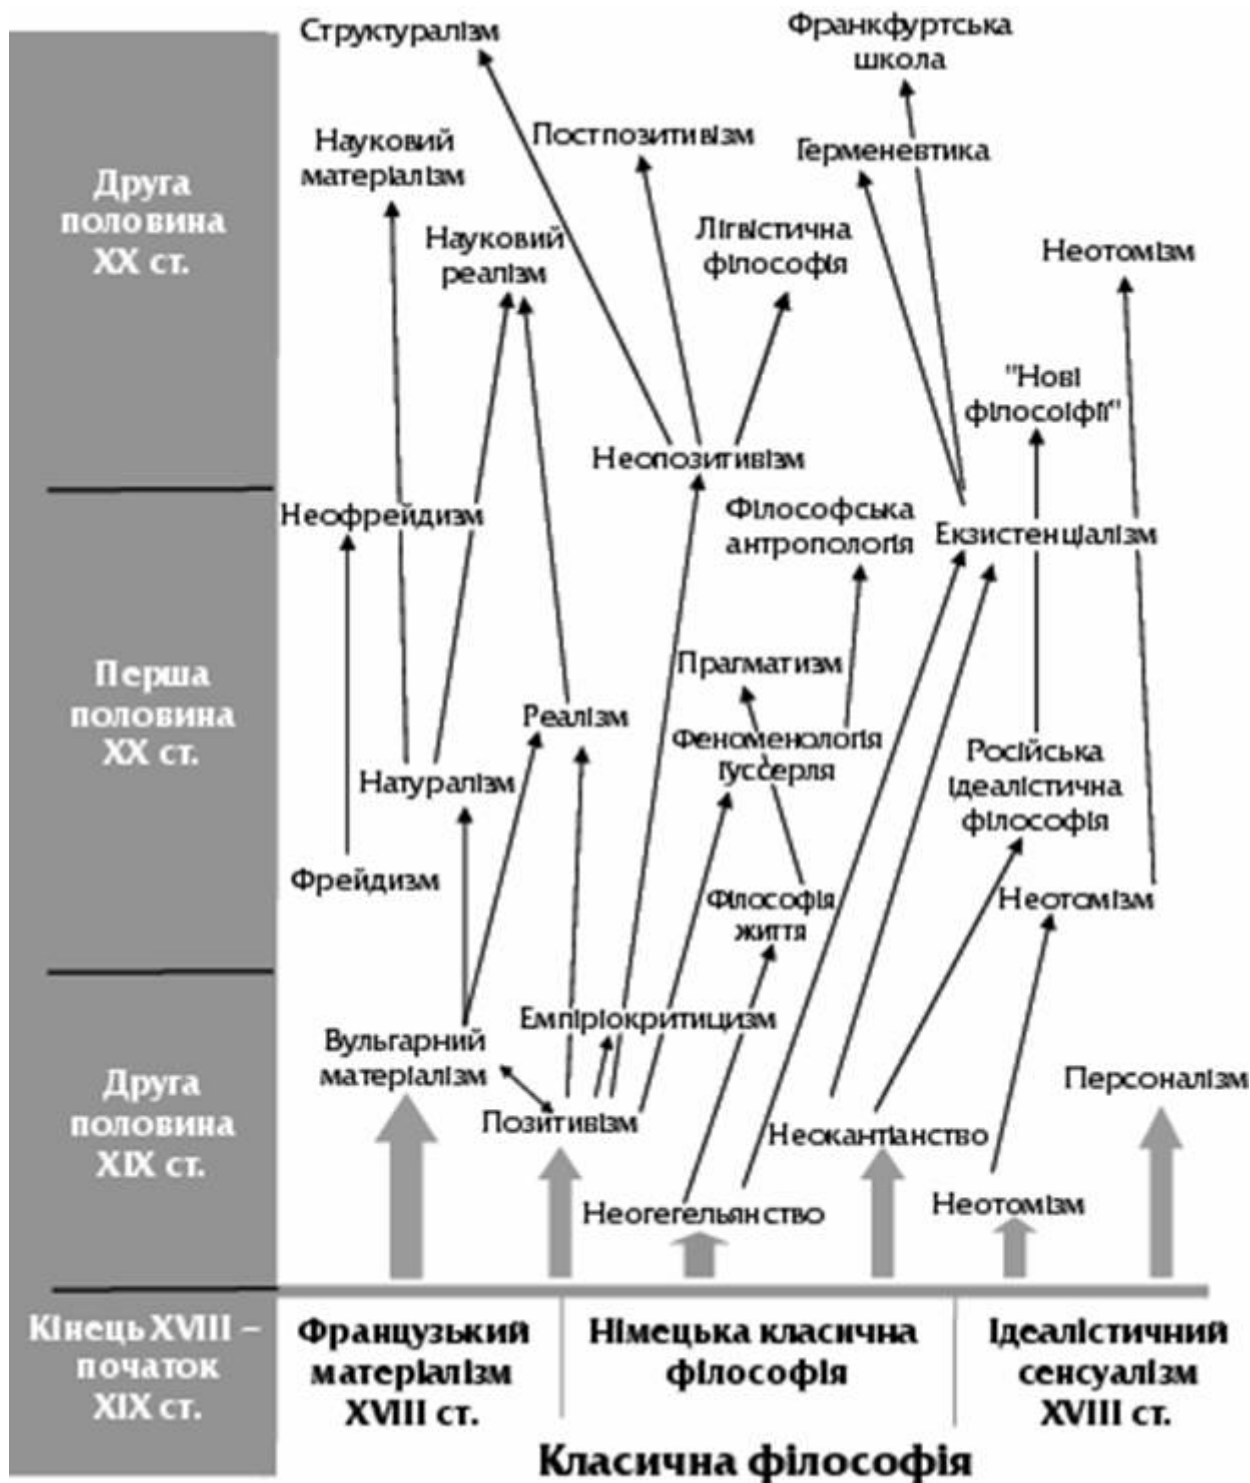 Структуралізм
Франкфуртська
школа
Науковий
матеріалізм
Постпозитивізм
Герменевтика
Друга
половина
XX ст.
Науковий
реалізм
Лігвістична
філософія
Неотомізм
"Нові
філосоіфії"
Неопозитивізм
Неофрейдизм
Філософська
антропологія
Екзистенціалізм
Перша
половина
XX ст.
Прагматизм
Реалізм
Феноменологія
Гуссерля
Російська
ідеалістична
філософія
Натуралізм
Фрейдизм
Філософія
життя
Неотомізм
Емпіріокритицизм
Вульгарний
матеріалізм
Друга
половина
XIX ст.
Персоналізм
Позитивізм
Неокантіанство
Неогегельянство
Неотомізм
Кінець XVIII –
початок
XIX ст.
Французький
матеріалізм
XVIII ст.
Німецька класична
філософія
Ідеалістичний
сенсуалізм
XVIII ст.
Класична філософія